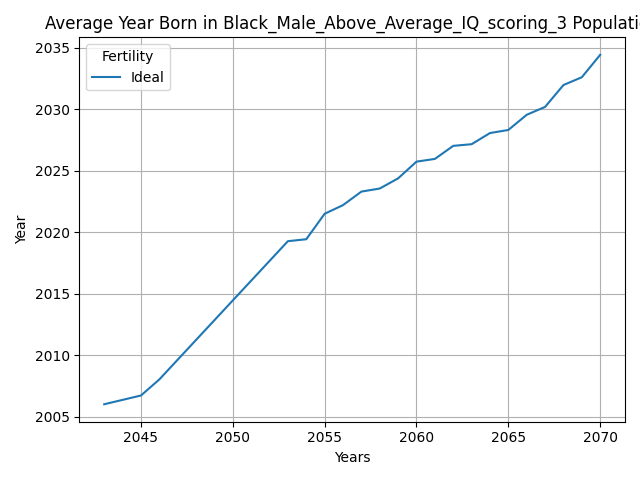 Average Year Born in Black_Male_Above_Average_IQ_scoring_3 Populati
Fertility
Ideal
2035
2030
2025
2020
2015
2010
2005
Year
2045 2050 2055 2060 2065 2070
Years